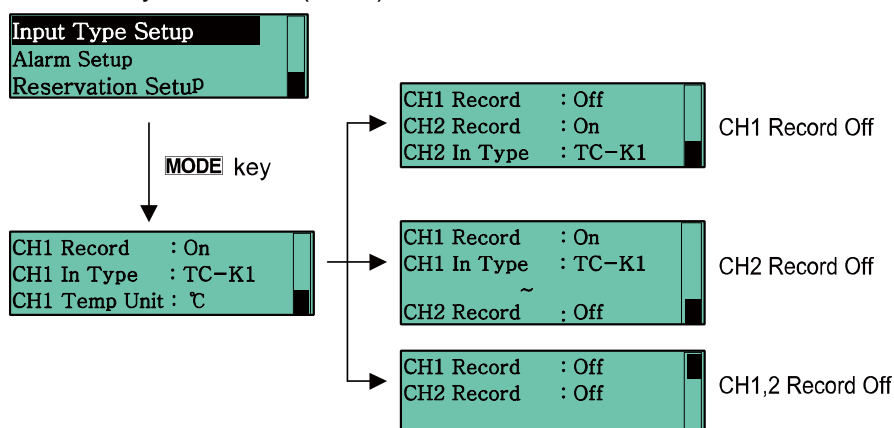 Input Type Setup
Alarm Setup
Reservation Setup
MODE key
CH1 Record : On
CH1 In Type : TC-K1
CH1 Temp Unit : ℃
CH1 Record : Off
CH2 Record : On
CH2 In Type : TC-K1
CH1 Record Off
CH1 Record : On
CH1 In Type : TC-K1
~
CH2 Record : Off
CH2 Record Off
CH1 Record : Off
CH2 Record : Off
CH1,2 Record Off